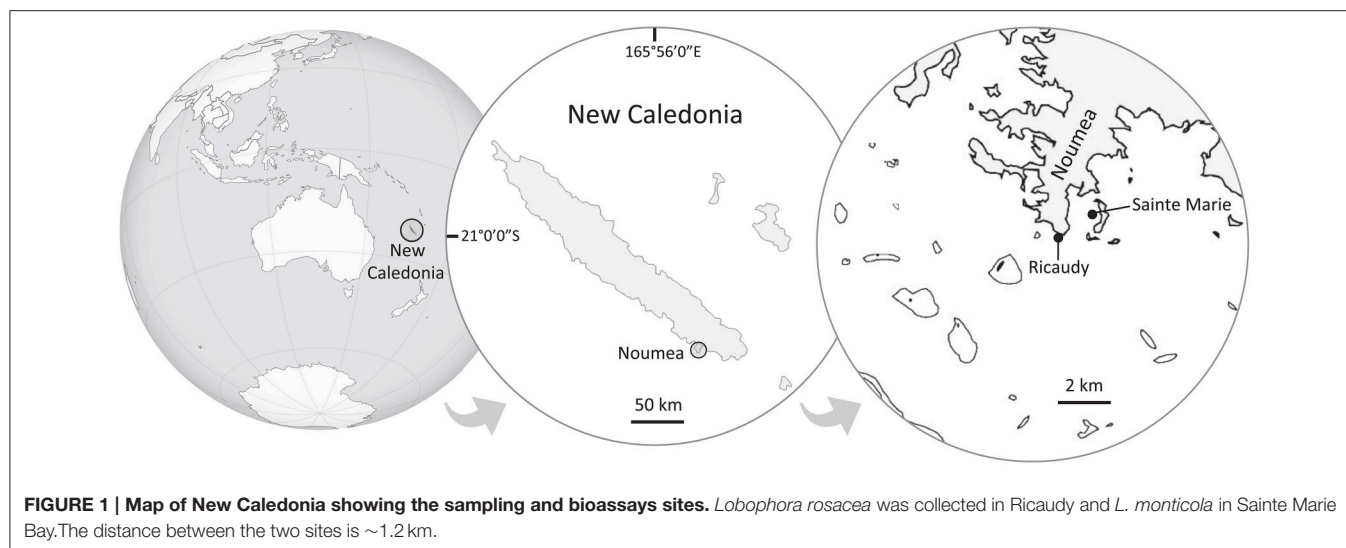 New
Caledonia
165°56'0"E
New Caledonia
21°0'0"S
Noumea
50 km
Noumea
Sainte Marie
Ricaudy
2 km
FIGURE 1 | Map of New Caledonia showing the sampling and bioassays sites. Lobophora rosacea was collected in Ricaudy and L. monticola in Sainte Marie
Bay.The distance between the two sites is ∼1.2 km.